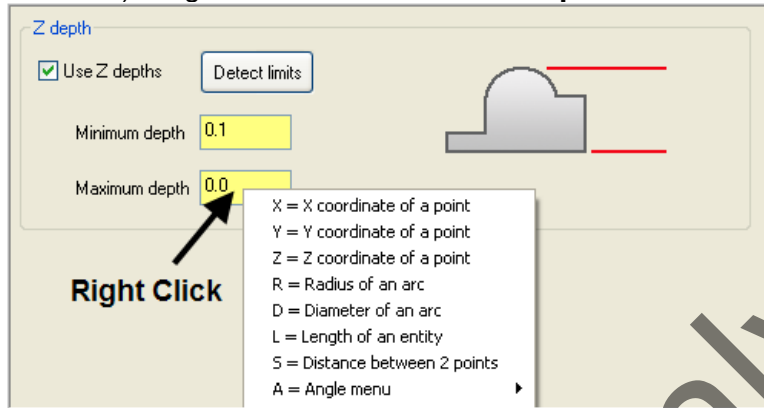 Z depth
Use Z depths
Detect limits
Minimum depth 0.1
Maximum depth 0.0
X = X coordinate of a point
Y = Y coordinate of a point
Z = Z coordinate of a point
R = Radius of an arc
D = Diameter of an arc
L = Length of an entity
S = Distance between 2 points
A = Angle menu
Right Click